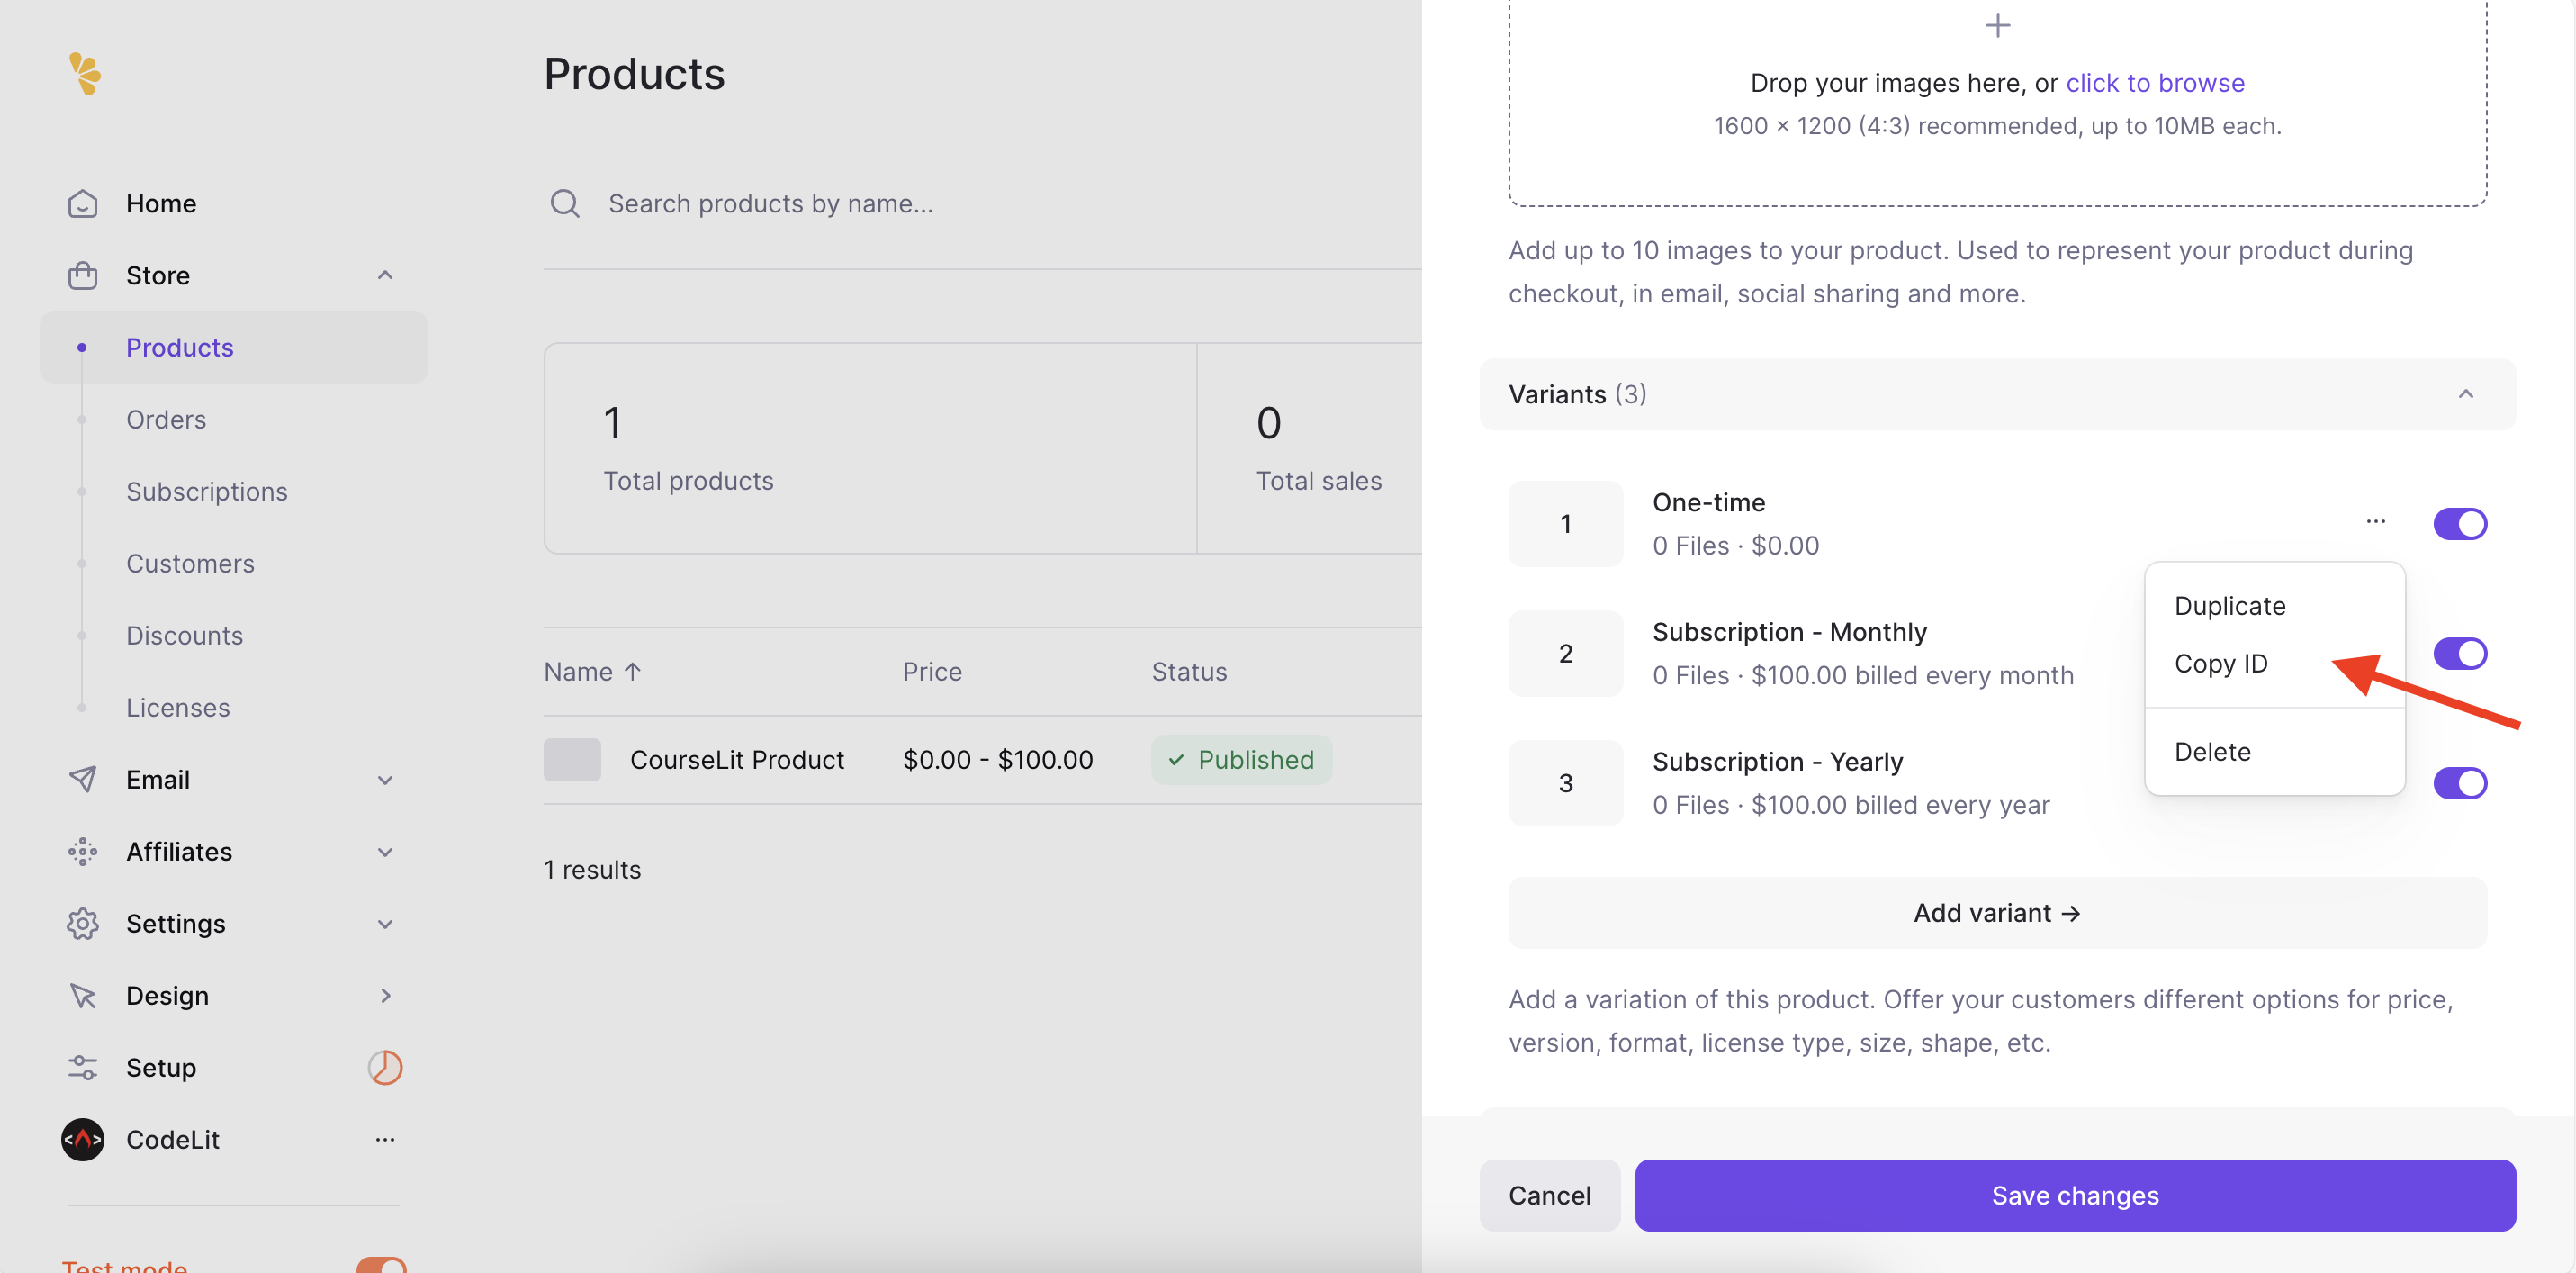 Products
Home
Store
Products
Orders
Subscriptions
Customers
Discounts
Licenses
Email
Affiliates
Settings
Design
Setup
CodeLit
Test mode
Search products by name...
1
Total products
0
Total sales
Name ↑ Price Status
CourseLit Product $0.00 - $100.00 Published
1 results
Drop your images here, or click to browse
1600 × 1200 (4:3) recommended, up to 10MB each.
Add up to 10 images to your product. Used to represent your product during
checkout, in email, social sharing and more.
Variants (3)
1
One-time
0 Files · $0.00
2
Subscription - Monthly
0 Files · $100.00 billed every month
3
Subscription - Yearly
0 Files · $100.00 billed every year
Duplicate
Copy ID
Delete
Add variant →
Add a variation of this product. Offer your customers different options for price,
version, format, license type, size, shape, etc.
Cancel
Save changes